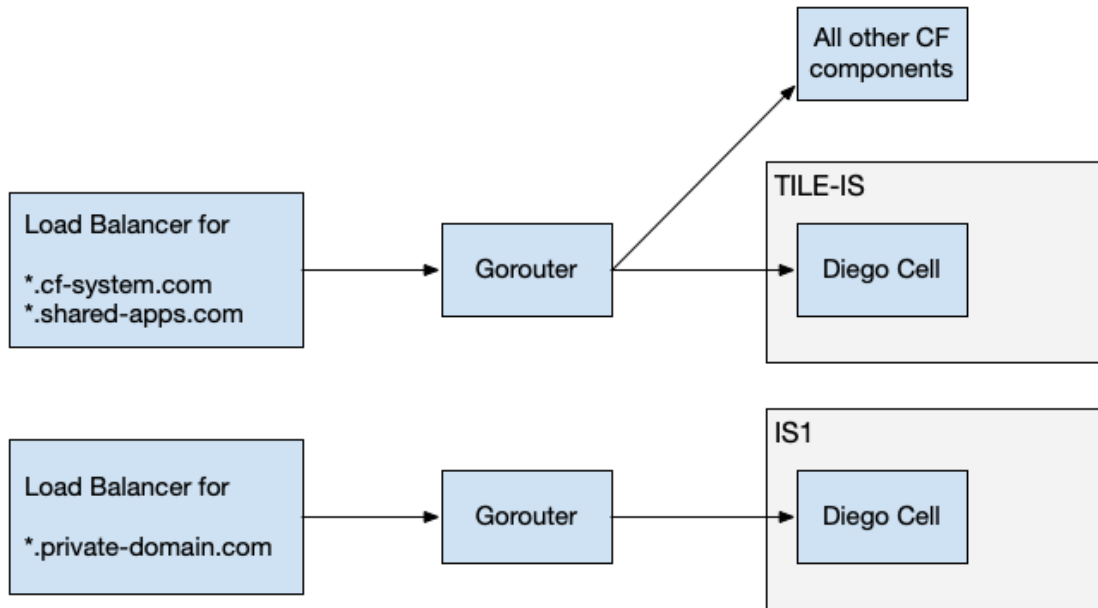 All other CF
components
TILE-IS
Load Balancer for
*.cf-system.com
*.shared-apps.com
Gorouter
Diego Cell
IS1
Load Balancer for
*.private-domain.com
Gorouter
Diego Cell